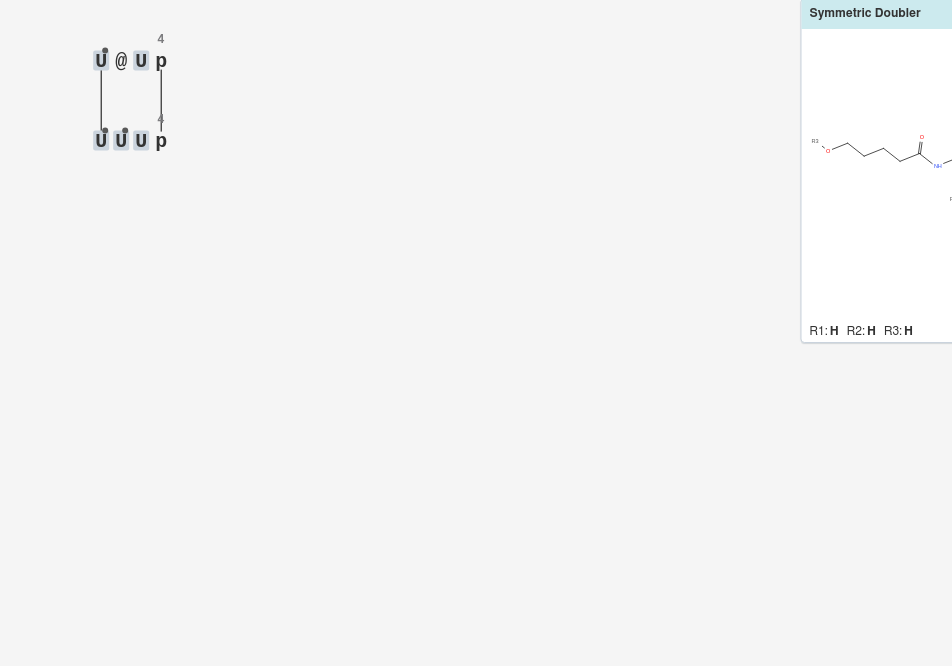 Symmetric Doubler
4
U @ U p
4
U U U p
R3
O
O
NH
R1: H R2: H R3: H